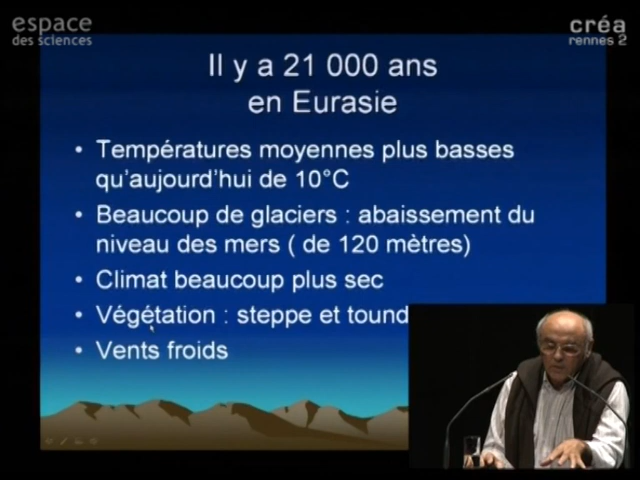 espace
des sciences
créa
rennes 2
Il y a 21 000 ans
en Eurasie
• Températures moyennes plus basses
qu'aujourd'hui de 10°C
• Beaucoup de glaciers : abaissement du
niveau des mers ( de 120 mètres)
• Climat beaucoup plus sec
• Végétation : steppe et tound
• Vents froids